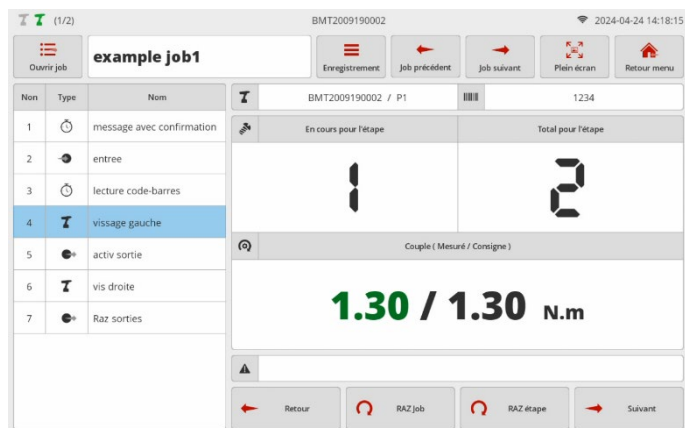 (1/2)
BMT2009190002
2024-04-24 14:18:15
Ouvrir job
example job1
Enregistrement
Job précédent
Job suivant
Plein écran
Retour menu
Non Type Nom
1 message avec confirmation
2 entree
3 lecture code-barres
4 vissage gauche
5 activ sortie
6 vis droite
7 Raz sorties
BMT2009190002 / P1
1234
En cours pour l'étape
Total pour l'étape
1
2
Couple ( Mesuré / Consigne )
1.30 / 1.30 N.m
Retour
RAZ Job
RAZ étape
Suivant